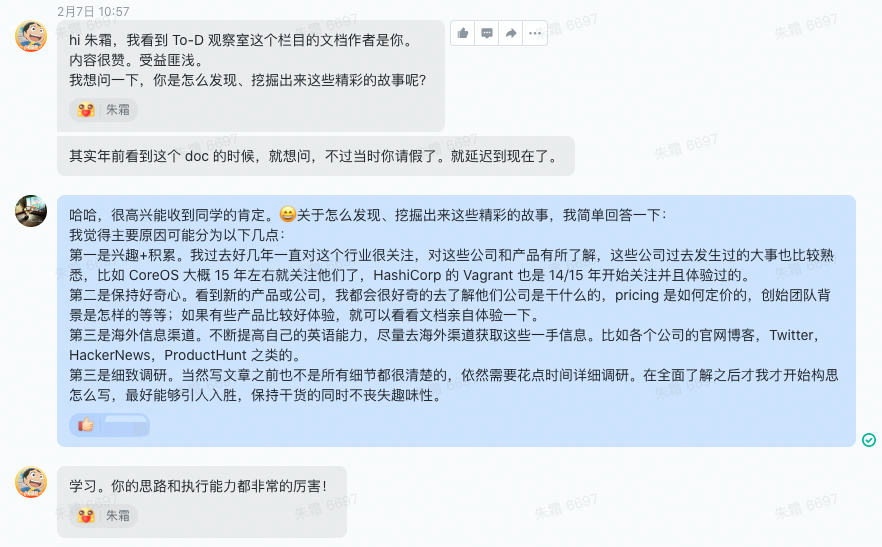 2月7日 10:57
hi 朱霜，我看到 To-D 观察室这个栏目的文档作者是你。
内容很赞。受益匪浅。
我想问一下，你是怎么发现、挖掘出来这些精彩的故事呢？
朱霜
其实年前看到这个 doc 的时候，就想问，不过当时你请假了。就延迟到现在了。
哈哈，很高兴能收到同学的肯定。😄关于怎么发现、挖掘出来这些精彩的故事，我简单回答一下：
我觉得主要原因可能分为以下几点：
第一是兴趣+积累。我过去好几年一直对这个行业很关注，对这些公司和产品有所了解，这些公司过去发生过的大事也比较熟
悉，比如 CoreOS 大概 15 年左右就关注他们了，HashiCorp 的 Vagrant 也是 14/15 年开始关注并且体验过的。
第二是保持好奇心。看到新的产品或公司，我都会很好奇的去了解他们公司是干什么的，pricing 是如何定价的，创始团队背
景是怎样的等等；如果有些产品比较好体验，就可以看看文档亲自体验一下。
第三是海外信息渠道。不断提高自己的英语能力，尽量去海外渠道获取这些一手信息。比如各个公司的官网博客，Twitter，
HackerNews，ProductHunt 之类的。
第三是细致调研。当然写文章之前也不是所有细节都很清楚的，依然需要花点时间详细调研。在全面了解之后才我才开始构思
怎么写，最好能够引人入胜，保持干货的同时不丧失趣味性。
学习。你的思路和执行能力都非常的厉害！
朱霜
朱霜 6697